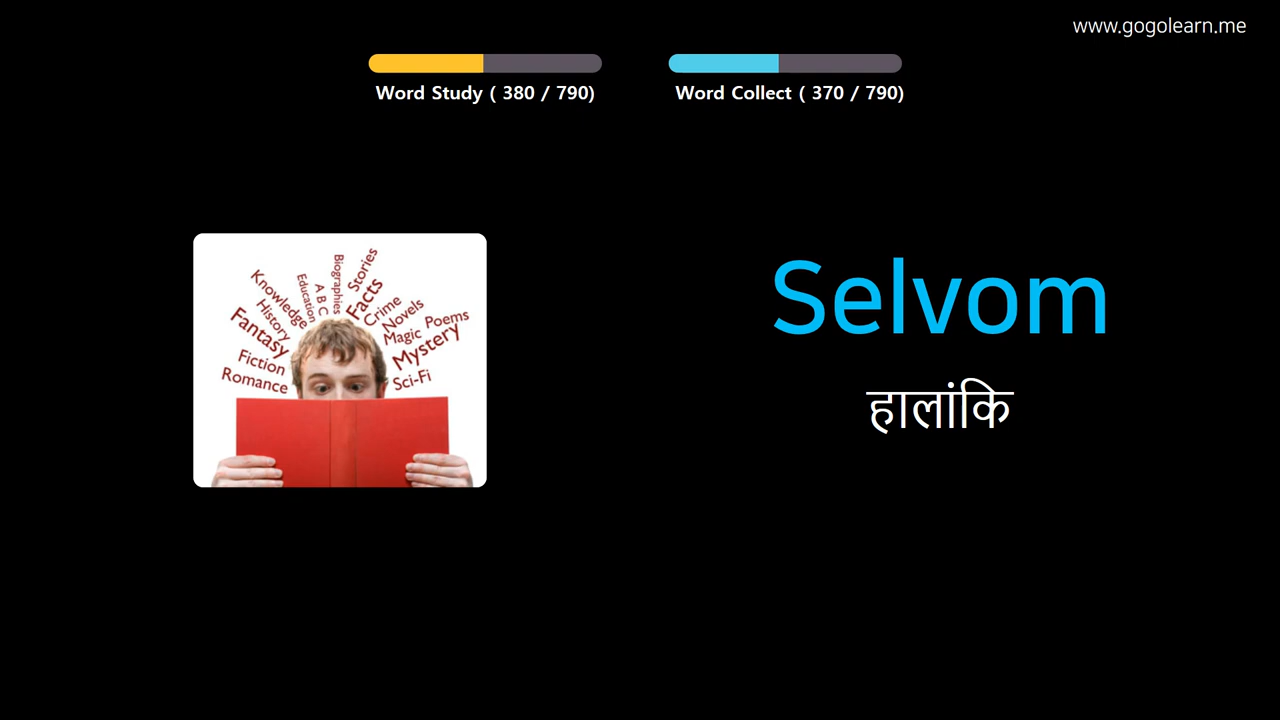 www.gogolearn.me
Word Study ( 380 / 790)
Word Collect ( 370 / 790)
Stories
Biographies
Facts
A B C
Education
Knowledge
Crime
History
Novels
Poems
Fantasy
Magic
Mystery
Fiction
Romance
Sci-Fi
Selvom
हालांकि